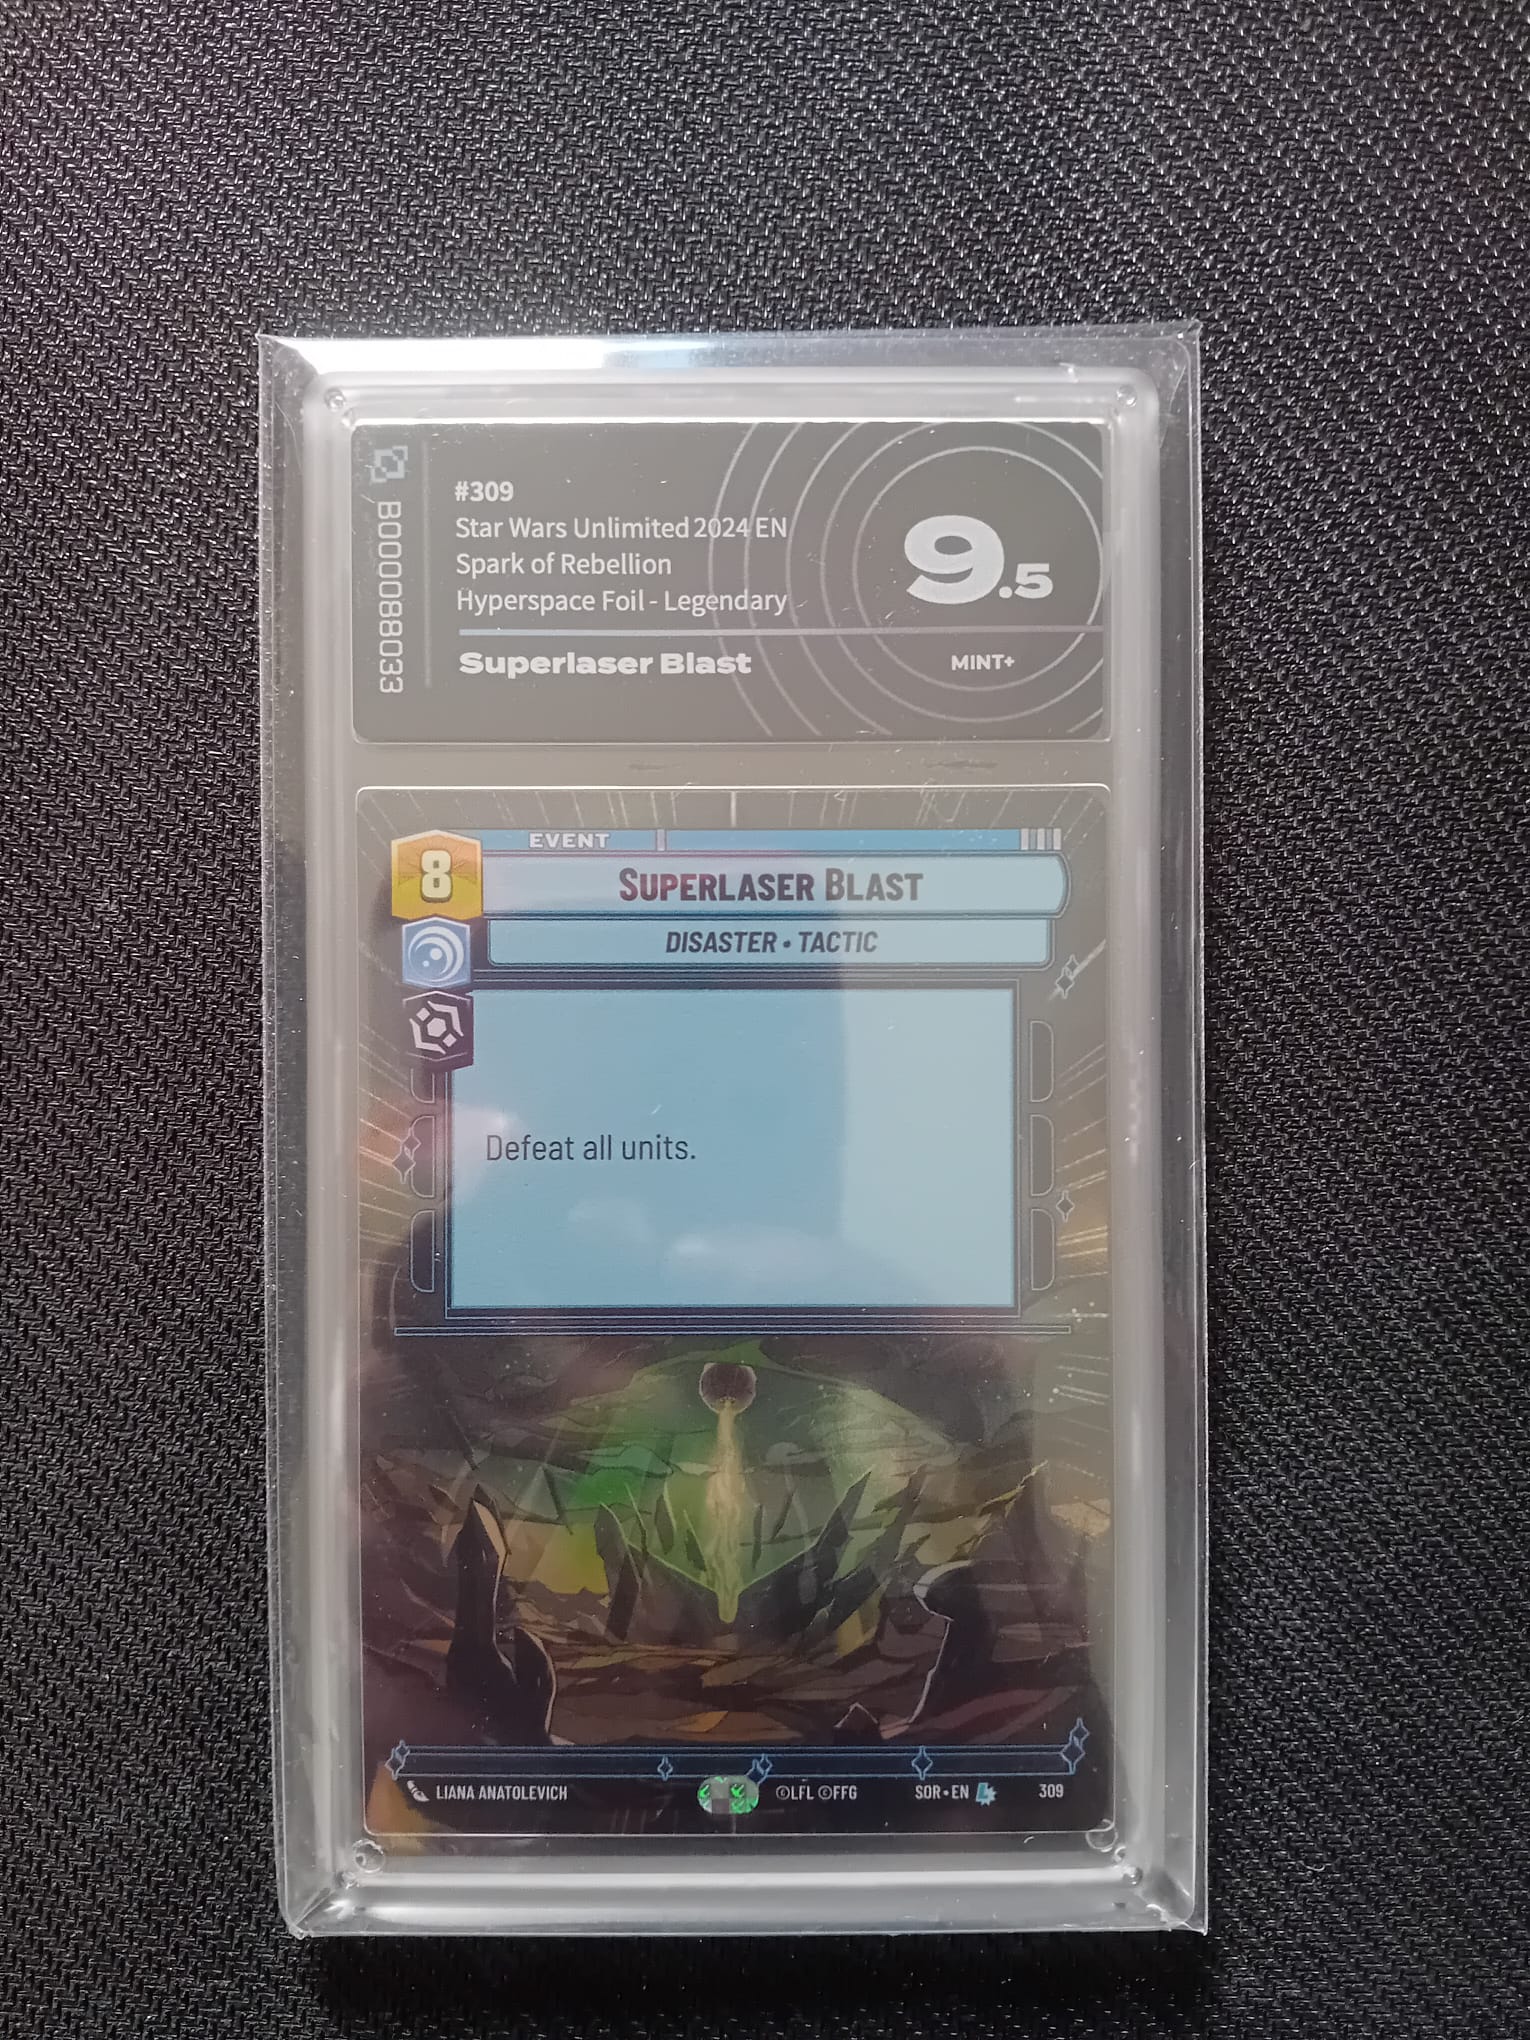 B000088033
#309
Star Wars Unlimited 2024 EN
Spark of Rebellion
Hyperspace Foil - Legendary
Superlaser Blast
9.5
MINT+
EVENT
8
SUPERLASER BLAST
DISASTER • TACTIC
Defeat all units.
LIANA ANATOLEVICH
©LFL ©FFG
SOR • EN L
309